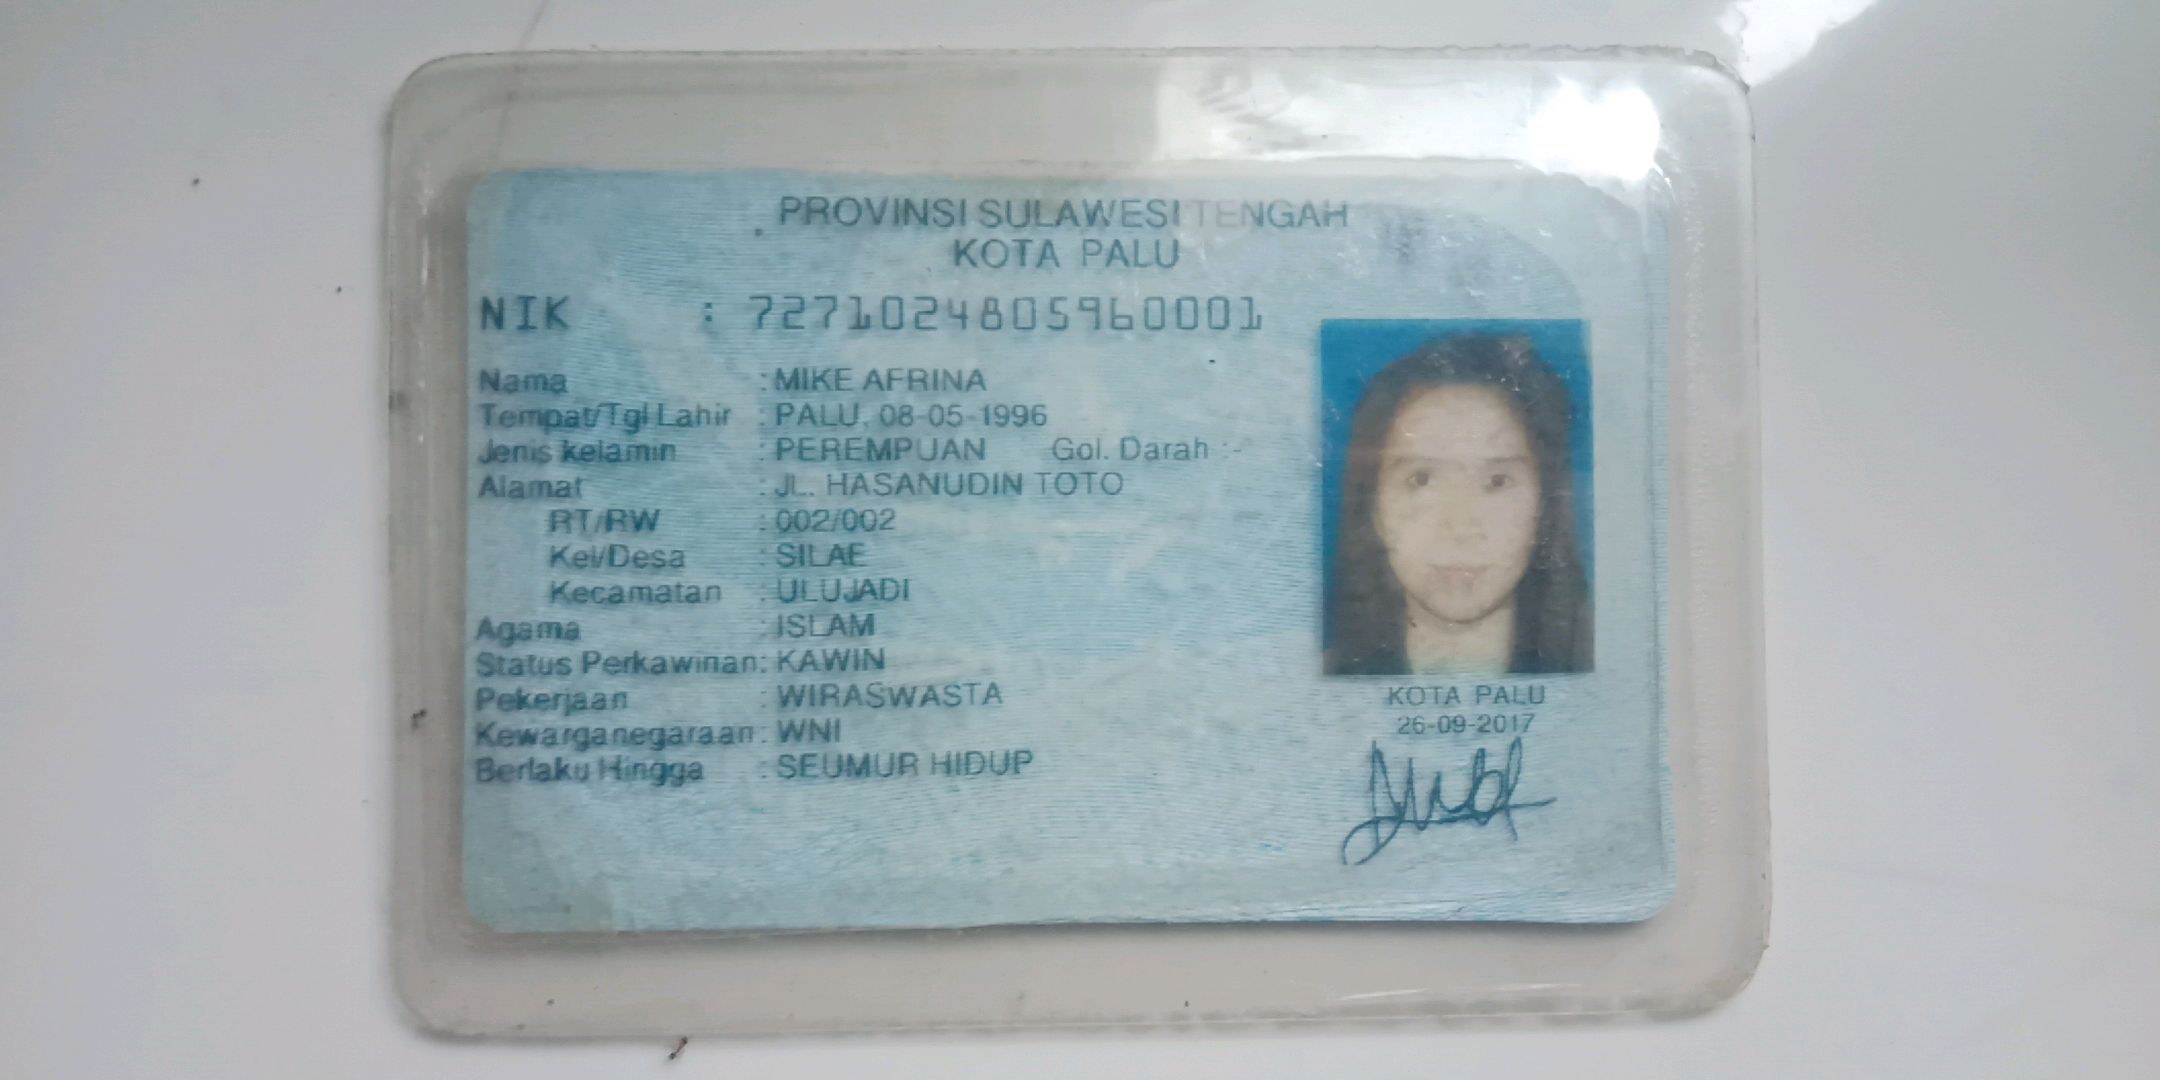 PROVINSI SULAWESI TENGAH
KOTA PALU
NIK : 7271024805960001
Nama : MIKE AFRINA
Tempat/Tgl Lahir : PALU, 08-05-1996
Jenis kelamin : PEREMPUAN Gol. Darah :-
Alamat : JL. HASANUDIN TOTO
RT/RW : 002/002
Kel/Desa : SILAE
Kecamatan : ULUJADI
Agama : ISLAM
Status Perkawinan: KAWIN
Pekerjaan : WIRASWASTA
Kewarganegaraan: WNI
Berlaku Hingga : SEUMUR HIDUP
KOTA PALU
26-09-2017